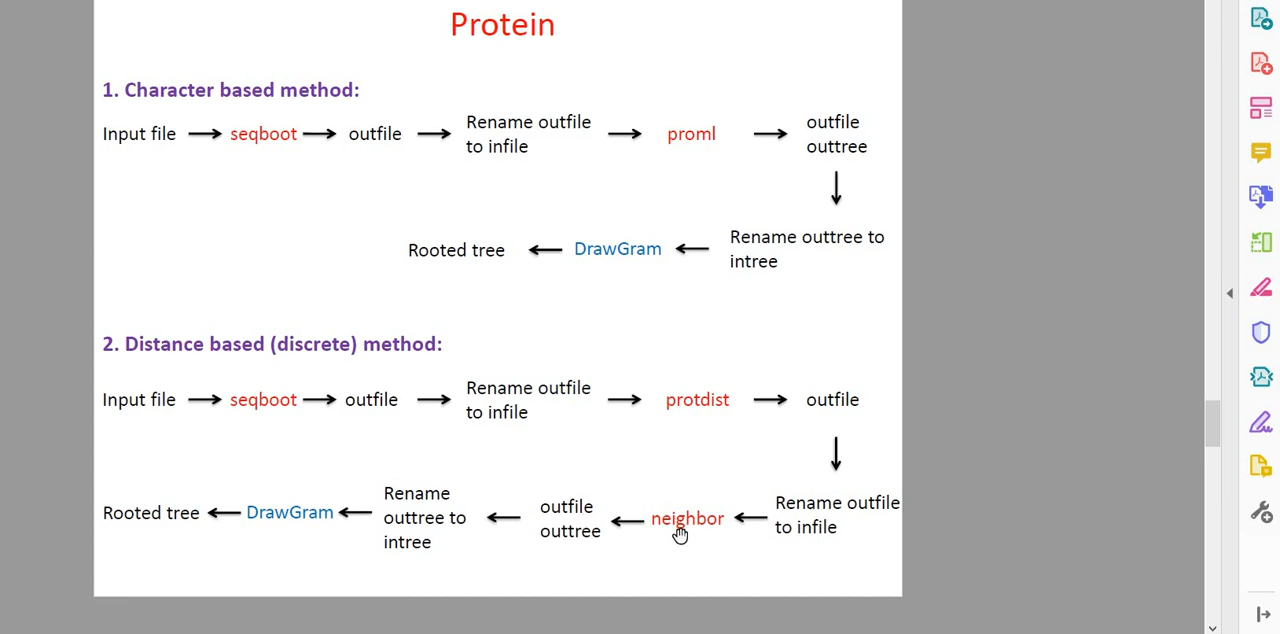 Protein
1. Character based method:
Input file → seqboot → outfile → Rename outfile → proml → outfile
to infile outtree
Rooted tree ← DrawGram ← Rename outtree to
intree
2. Distance based (discrete) method:
Input file → seqboot → outfile → Rename outfile → protdist → outfile
to infile
Rooted tree ← DrawGram ← Rename
outtree to
intree
← outfile
outtree
← neighbor ← Rename outfile
to infile